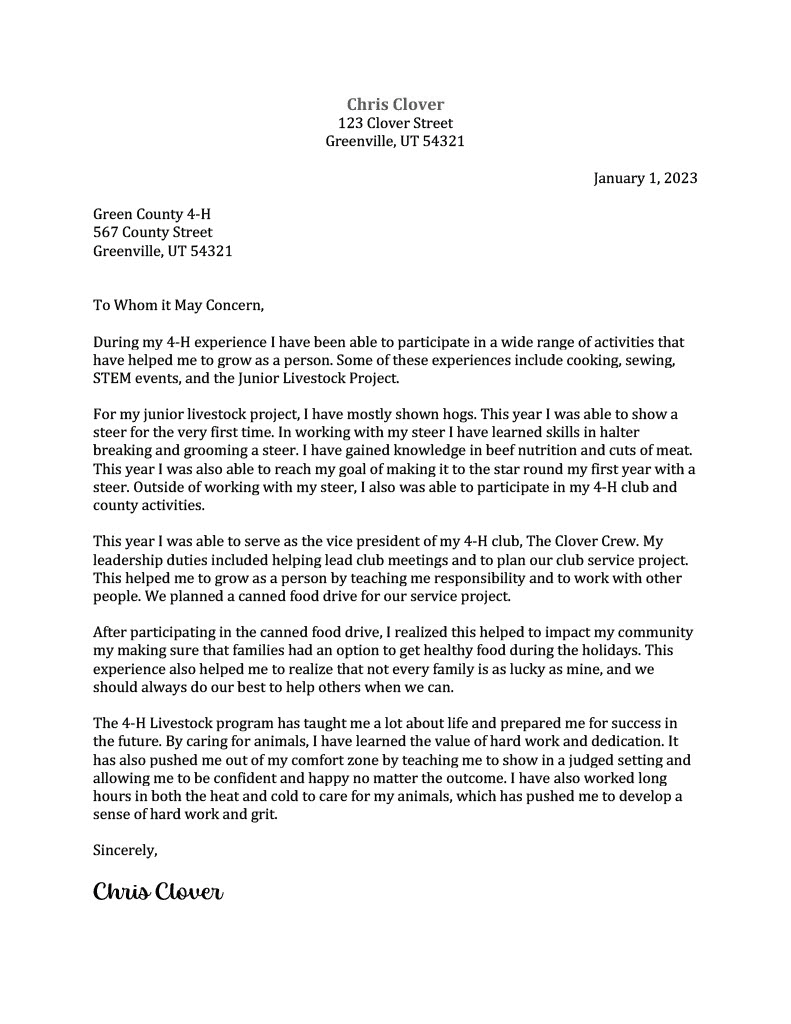 Chris Clover
123 Clover Street
Greenville, UT 54321
January 1, 2023
Green County 4-H
567 County Street
Greenville, UT 54321
To Whom it May Concern,
During my 4-H experience I have been able to participate in a wide range of activities that
have helped me to grow as a person. Some of these experiences include cooking, sewing,
STEM events, and the Junior Livestock Project.
For my junior livestock project, I have mostly shown hogs. This year I was able to show a
steer for the very first time. In working with my steer I have learned skills in halter
breaking and grooming a steer. I have gained knowledge in beef nutrition and cuts of meat.
This year I was also able to reach my goal of making it to the star round my first year with a
steer. Outside of working with my steer, I also was able to participate in my 4-H club and
county activities.
This year I was able to serve as the vice president of my 4-H club, The Clover Crew. My
leadership duties included helping lead club meetings and to plan our club service project.
This helped me to grow as a person by teaching me responsibility and to work with other
people. We planned a canned food drive for our service project.
After participating in the canned food drive, I realized this helped to impact my community
my making sure that families had an option to get healthy food during the holidays. This
experience also helped me to realize that not every family is as lucky as mine, and we
should always do our best to help others when we can.
The 4-H Livestock program has taught me a lot about life and prepared me for success in
the future. By caring for animals, I have learned the value of hard work and dedication. It
has also pushed me out of my comfort zone by teaching me to show in a judged setting and
allowing me to be confident and happy no matter the outcome. I have also worked long
hours in both the heat and cold to care for my animals, which has pushed me to develop a
sense of hard work and grit.
Sincerely,
Chris Clover